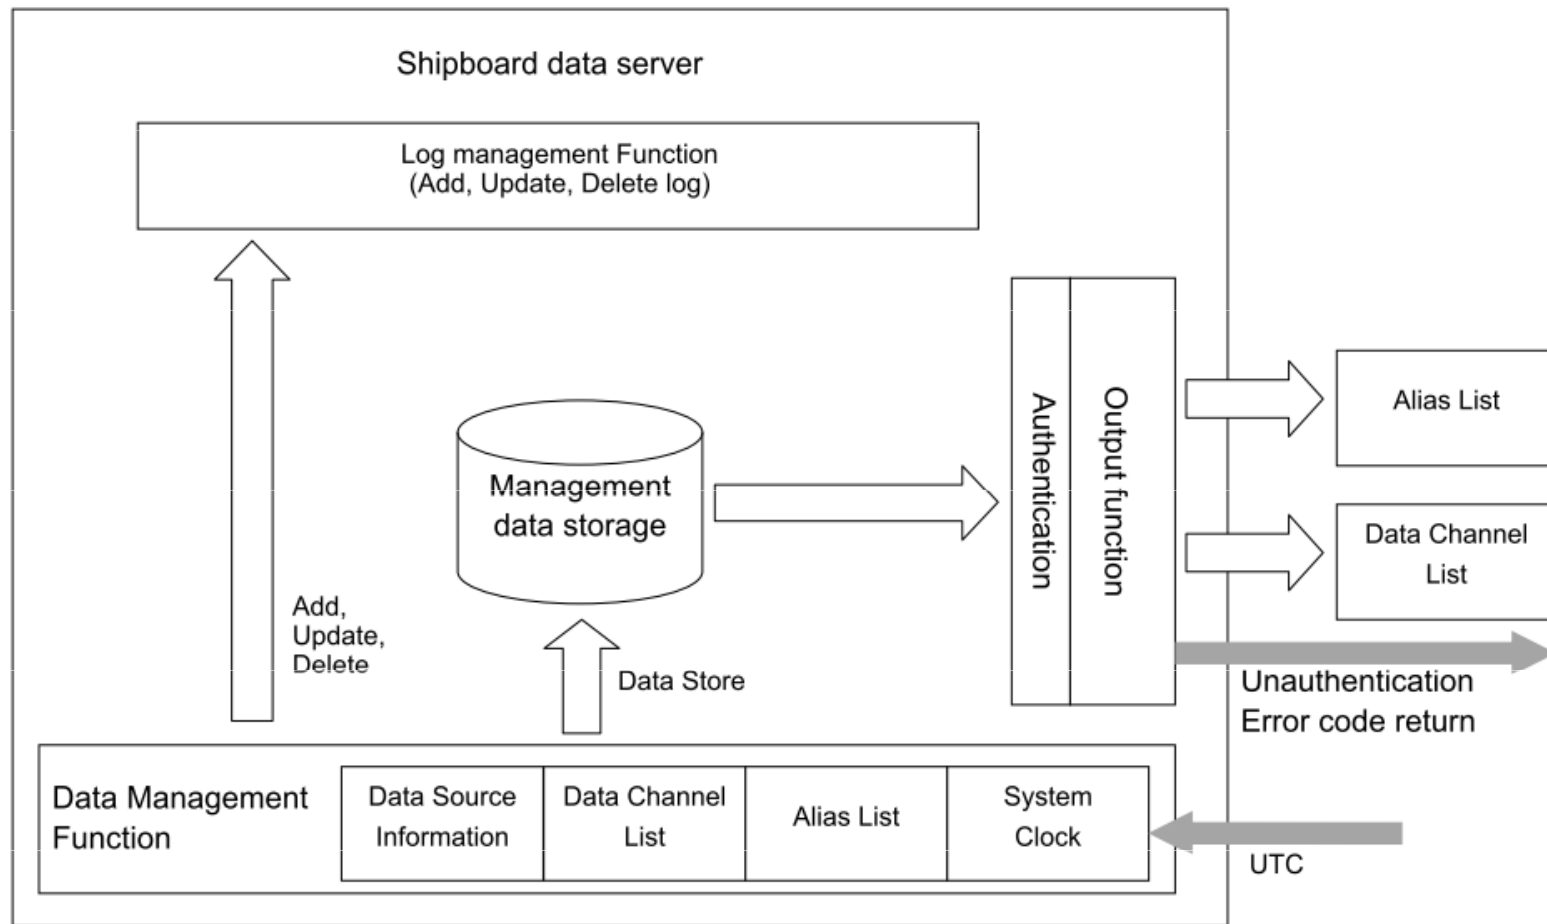 Shipboard data server
Log management Function
(Add, Update, Delete log)
Authentication
Output function
Alias List
Management
data storage
Data Channel
List
Add,
Update,
Delete
Data Store
Unauthentication
Error code return
Data Management
Function
Data Source
Information
Data Channel
List
Alias List
System
Clock
UTC